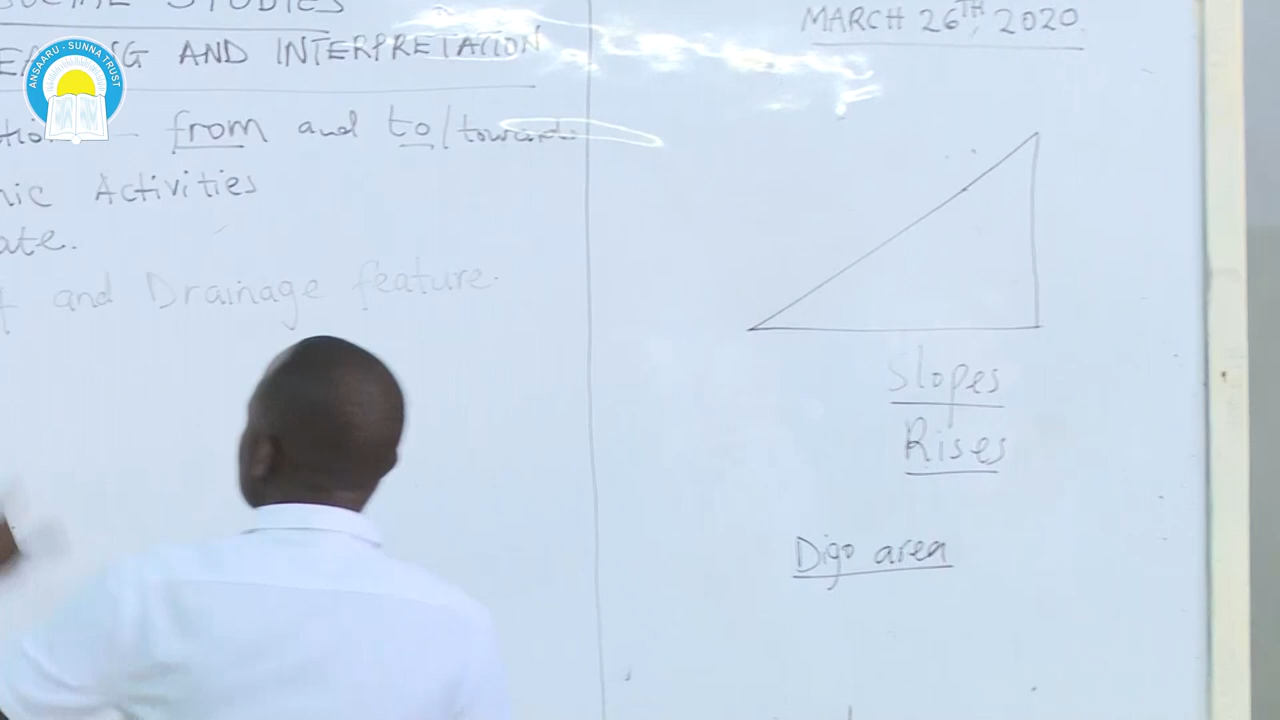 SOCIAL STUDIES
AND INTERPRETATION
from and to/towards
Activities
and Drainage feature.
MARCH 26TH, 2020.
Slopes
Rises
Digo area
ANSAARU - SUNNA TRUST